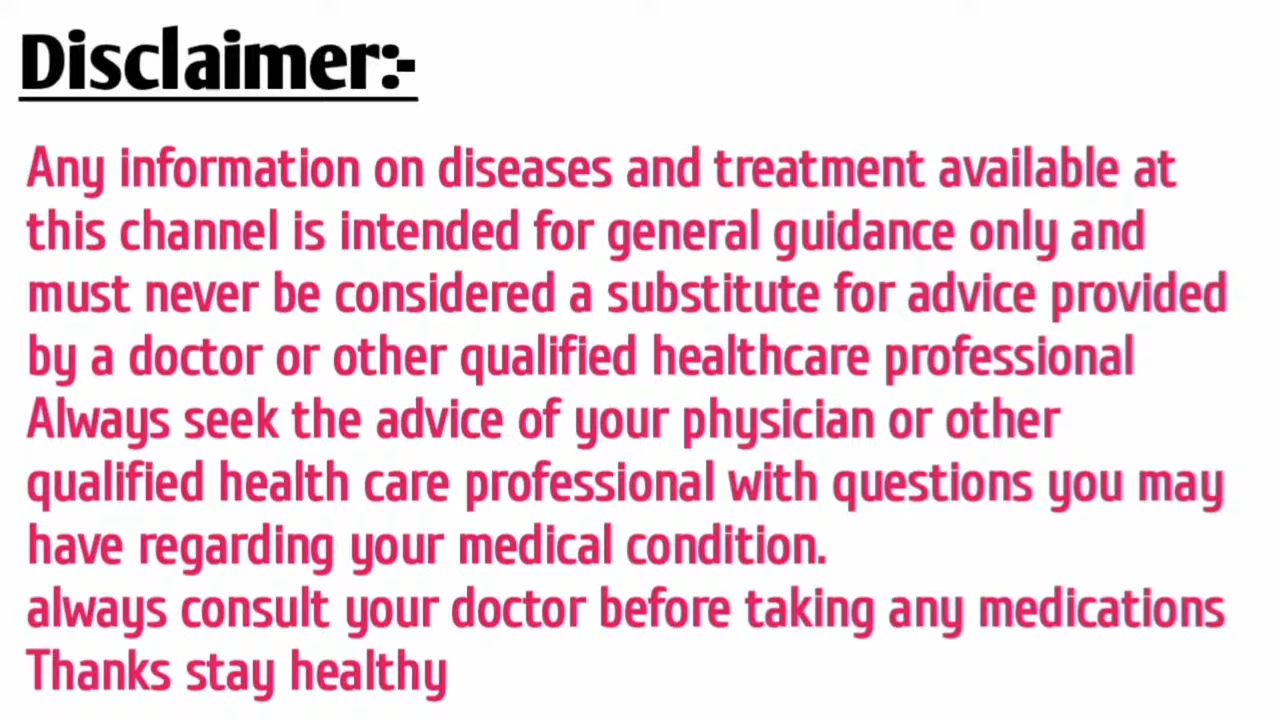 Disclaimer:-
Any information on diseases and treatment available at
this channel is intended for general guidance only and
must never be considered a substitute for advice provided
by a doctor or other qualified healthcare professional
Always seek the advice of your physician or other
qualified health care professional with questions you may
have regarding your medical condition.
always consult your doctor before taking any medications
Thanks stay healthy